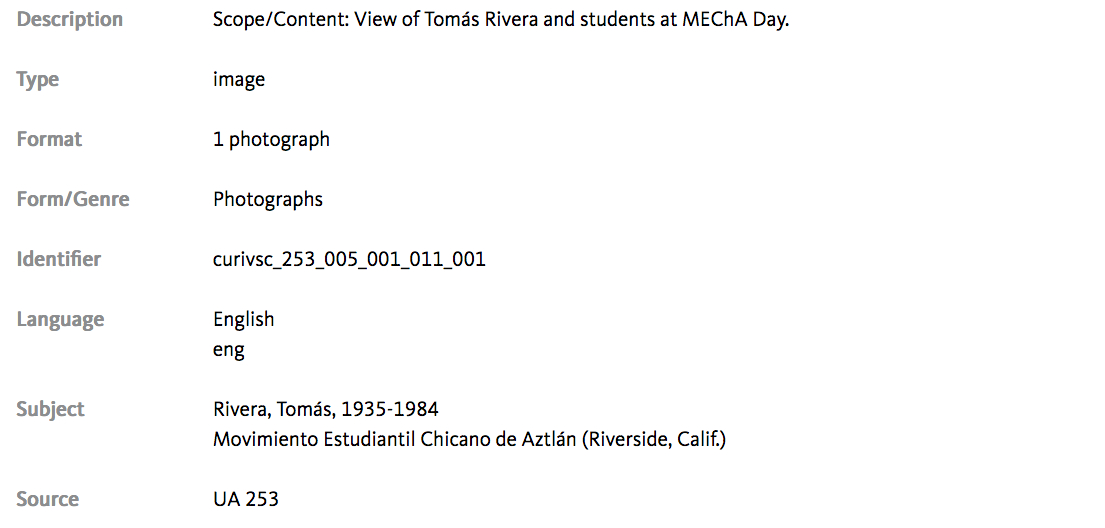 Description Scope/Content: View of Tomás Rivera and students at MEChA Day.
Type image
Format 1 photograph
Form/Genre Photographs
Identifier curivsc_253_005_001_011_001
Language English
eng
Subject Rivera, Tomás, 1935-1984
Movimiento Estudiantil Chicano de Aztlán (Riverside, Calif.)
Source UA 253